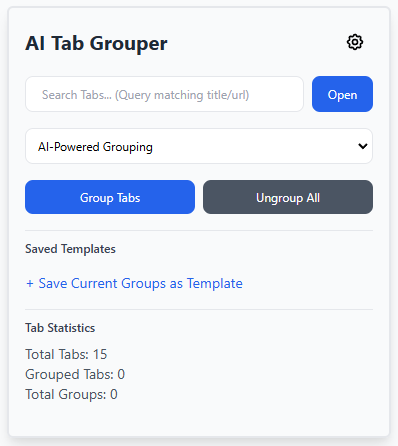 AI Tab Grouper
Search Tabs... (Query matching title/url)
Open
AI-Powered Grouping
Group Tabs
Ungroup All
Saved Templates
+ Save Current Groups as Template
Tab Statistics
Total Tabs: 15
Grouped Tabs: 0
Total Groups: 0